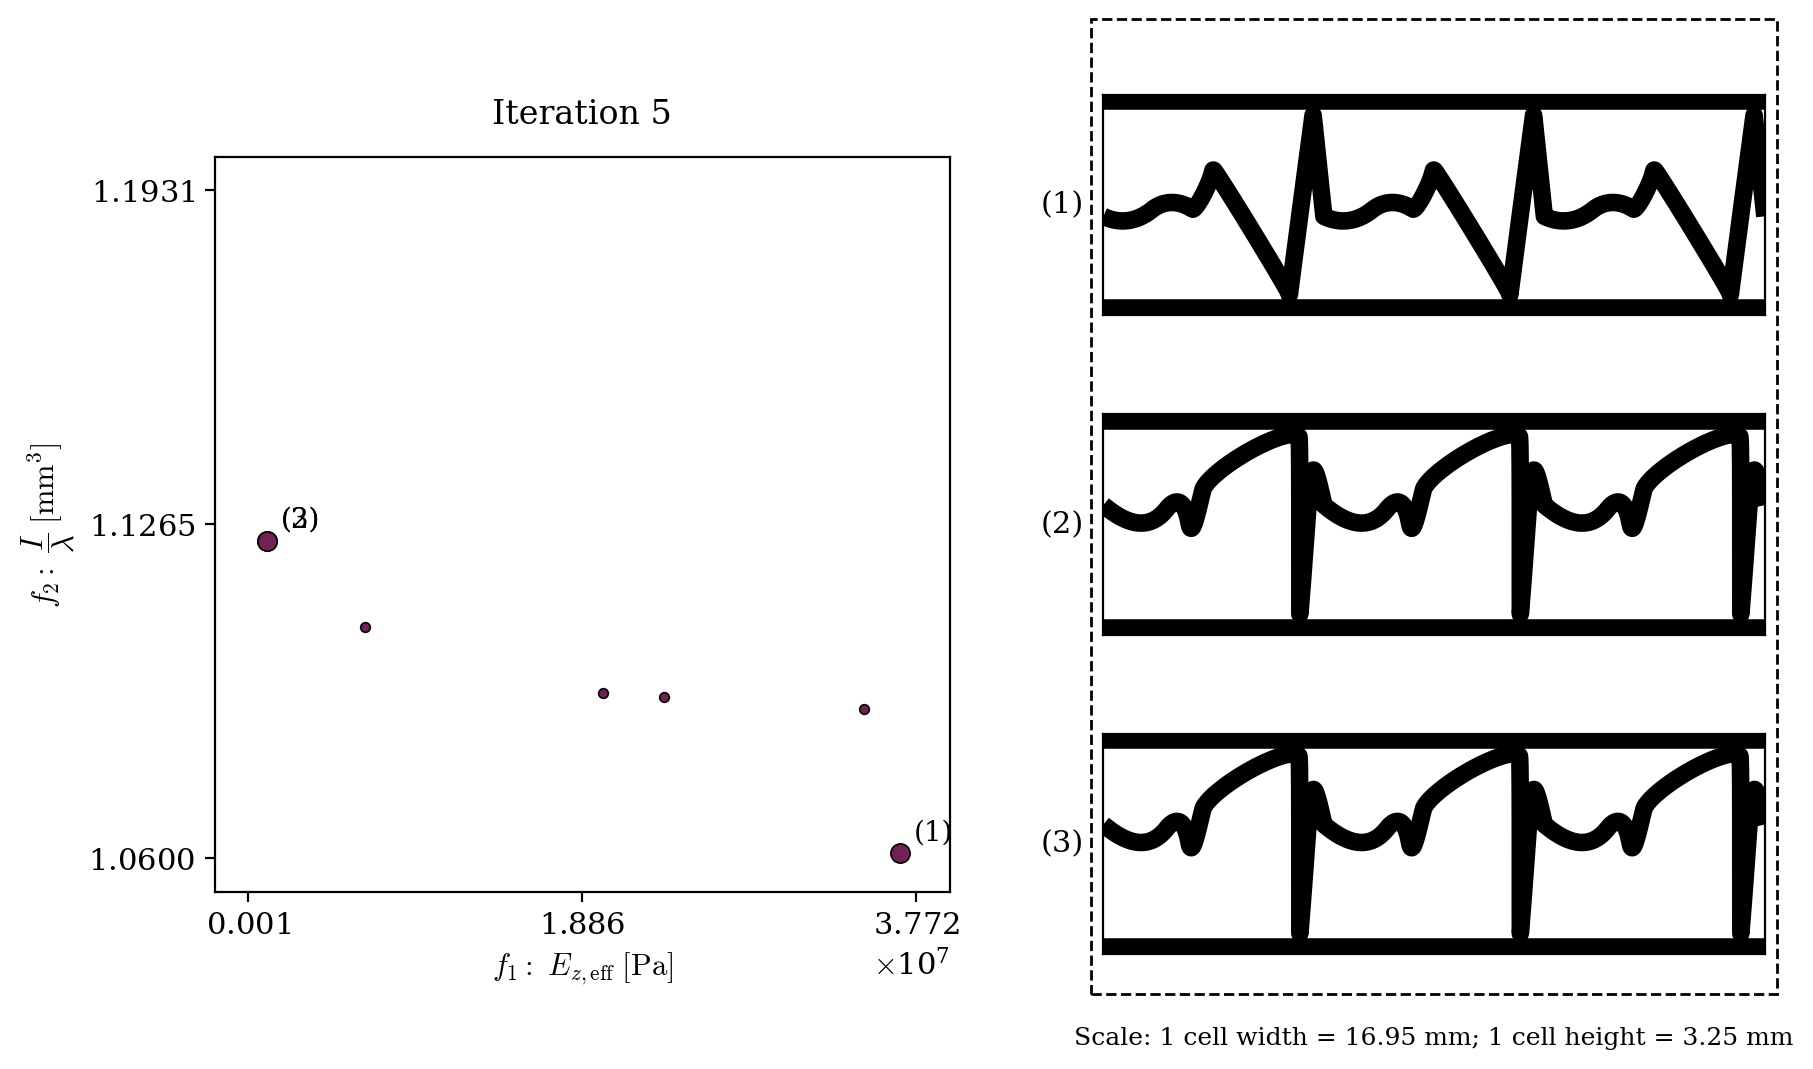 Iteration 5
1.1931
1.1265
1.0600
f₂ : I/λ [mm³]
(2)
(3)
(1)
0.001 1.886 3.772
×10⁷
f₁ : E_{z,eff} [Pa]
(1)
(2)
(3)
Scale: 1 cell width = 16.95 mm; 1 cell height = 3.25 mm